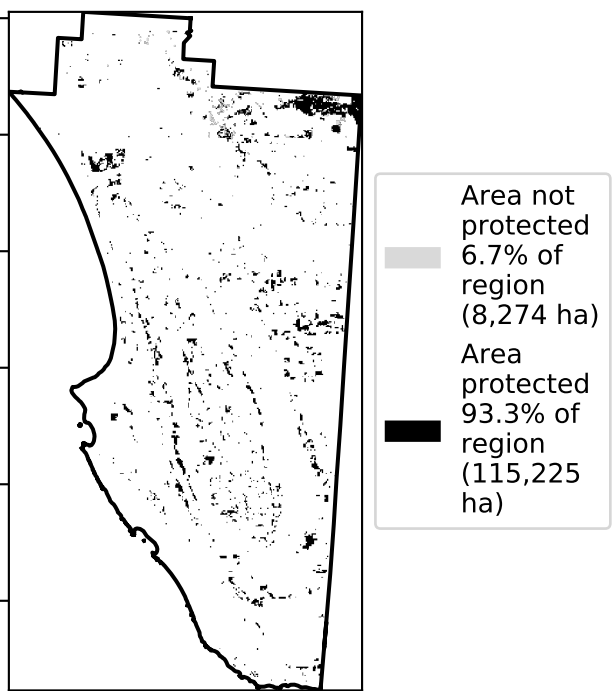 Area not
protected
6.7% of
region
(8,274 ha)
Area
protected
93.3% of
region
(115,225
ha)